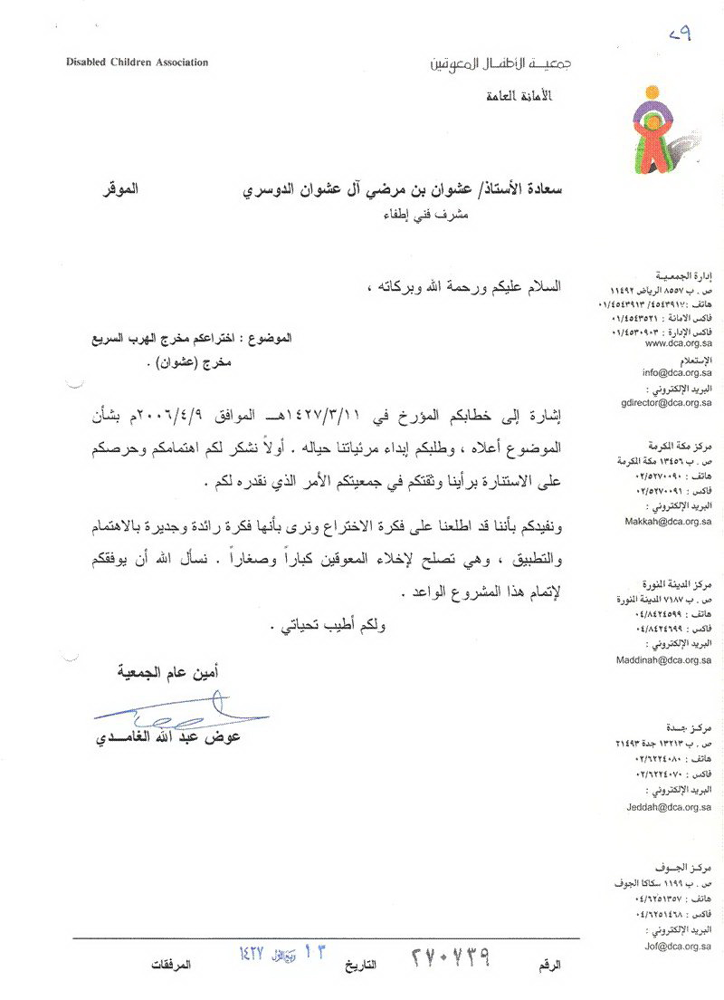 ٢٩
Disabled Children Association
جمعيـــة الأطفــال المعوقين
الأمانة العامة
سعادة الأستاذ/ عشوان بن مرضي آل عشوان الدوسري الموقر
مشرف فني إطفاء
السلام عليكم ورحمة الله وبركاته ،
الموضوع : اختراعكم مخرج الهرب السريع
مخرج (عشوان) .
إشارة إلى خطابكم المؤرخ في ١٤٢٧/٣/١١هــ الموافق ٢٠٠٦/٤/٩م بشأن
الموضوع أعلاه ، وطلبكم إبداء مرئياتنا حياله . أولاً نشكر لكم اهتمامكم وحرصكم
على الاستنارة برأينا وثقتكم في جمعيتكم الأمر الذي نقدره لكم .
ونفيدكم بأننا قد اطلعنا على فكرة الاختراع ونرى بأنها فكرة رائدة وجديرة بالاهتمام
والتطبيق ، وهي تصلح لإخلاء المعوقين كباراً وصغاراً . نسأل الله أن يوفقكم
لإتمام هذا المشروع الواعد .
ولكم أطيب تحياتي .
أمين عام الجمعية
عوض عبد الله الغامـــدي
إدارة الجمعـيـة
ص . ب ٨٥٥٧ الرياض ١١٤٩٢
هاتف : ٤٥٤٣٩١٧/ ٠١/٤٥٤٣٩١٣
فاكس الامانة : ٠١/٤٥٤٣٥٢١
فاكس الإدارة : ٠١/٤٥٣٠٩٠٣
www.dca.org.sa
الإستعلام
info@dca.org.sa
البريد الإلكتروني :
gdirector@dca.org.sa
مركز مكة المكرمة
ص . ب ١٣٤٥٦ مكة المكرمة
هاتف : ٠٢/٥٢٧٠٠٩٠
فاكس : ٠٢/٥٢٧٠٠٩١
البريد الإلكتروني :
Makkah@dca.org.sa
مركز المدينة المنورة
ص . ب ٧١٨٧ المدينة المنورة
هاتف : ٠٤/٨٤٢٤٥٩٩
فاكس : ٠٤/٨٤٢٤٦٩٩
البريد الإلكتروني :
Maddinah@dca.org.sa
مركز جـــدة
ص . ب ١٣٢١٣ جدة ٢١٤٩٣
هاتف : ٠٢/٦٢٢٤٠٨٠
فاكس : ٠٢/٦٢٢٤٠٧٠
البريد الإلكتروني :
Jeddah@dca.org.sa
مركـز الجــوف
ص . ب ١١٩٩ سكاكا الجوف
هاتف : ٠٤/٦٢٥١٣٥٧
فاكس : ٠٤/٦٢٥١٤٦٨
البريد الإلكتروني :
Jof@dca.org.sa
الرقم ٢٧٠٧٣٩ التاريخ ١٣ ربيع الأول ١٤٢٧ المرفقات